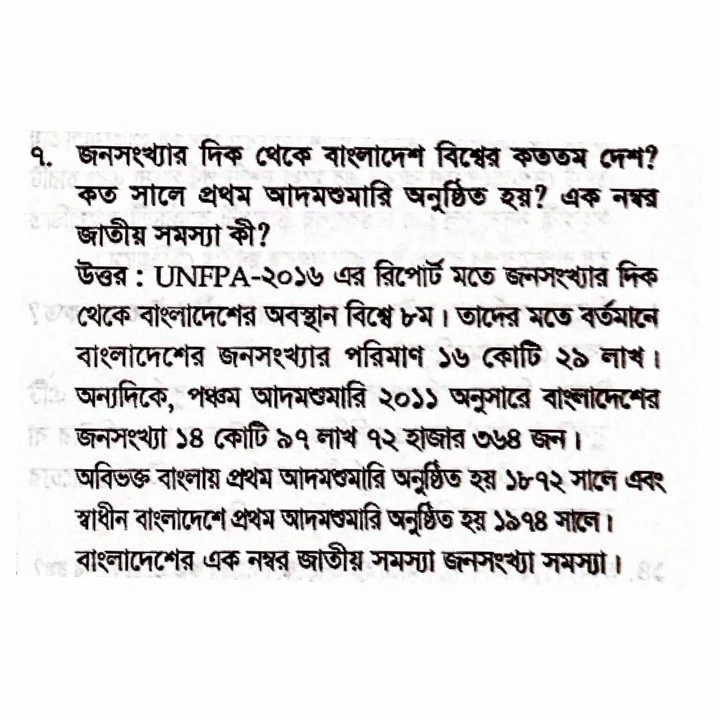 ৭. জনসংখ্যার দিক থেকে বাংলাদেশ বিশ্বের কততম দেশ?
কত সালে প্রথম আদমশুমারি অনুষ্ঠিত হয়? এক নম্বর
জাতীয় সমস্যা কী?
উত্তর : UNFPA-২০১৬ এর রিপোর্ট মতে জনসংখ্যার দিক
থেকে বাংলাদেশের অবস্থান বিশ্বে ৮ম। তাদের মতে বর্তমানে
বাংলাদেশের জনসংখ্যার পরিমাণ ১৬ কোটি ২৯ লাখ।
অন্যদিকে, পঞ্চম আদমশুমারি ২০১১ অনুসারে বাংলাদেশের
জনসংখ্যা ১৪ কোটি ৯৭ লাখ ৭২ হাজার ৩৬৪ জন।
অবিভক্ত বাংলায় প্রথম আদমশুমারি অনুষ্ঠিত হয় ১৮৭২ সালে এবং
স্বাধীন বাংলাদেশে প্রথম আদমশুমারি অনুষ্ঠিত হয় ১৯৭৪ সালে।
বাংলাদেশের এক নম্বর জাতীয় সমস্যা জনসংখ্যা সমস্যা।